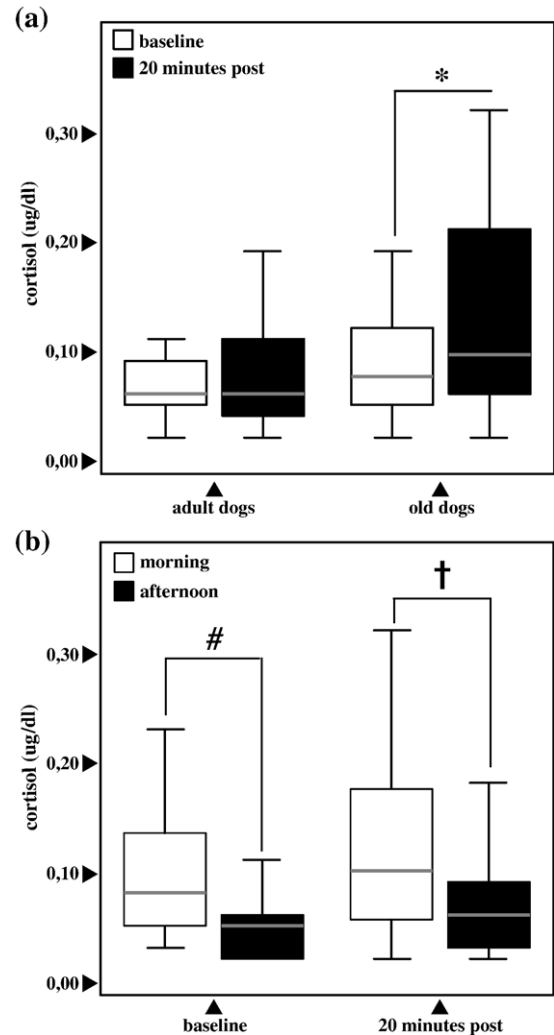 (a)
baseline
20 minutes post
*
0,30
0,20
0,10
0,00
cortisol (ug/dl)
adult dogs
old dogs
(b)
morning
afternoon
#
†
0,30
0,20
0,10
0,00
cortisol (ug/dl)
baseline
20 minutes post